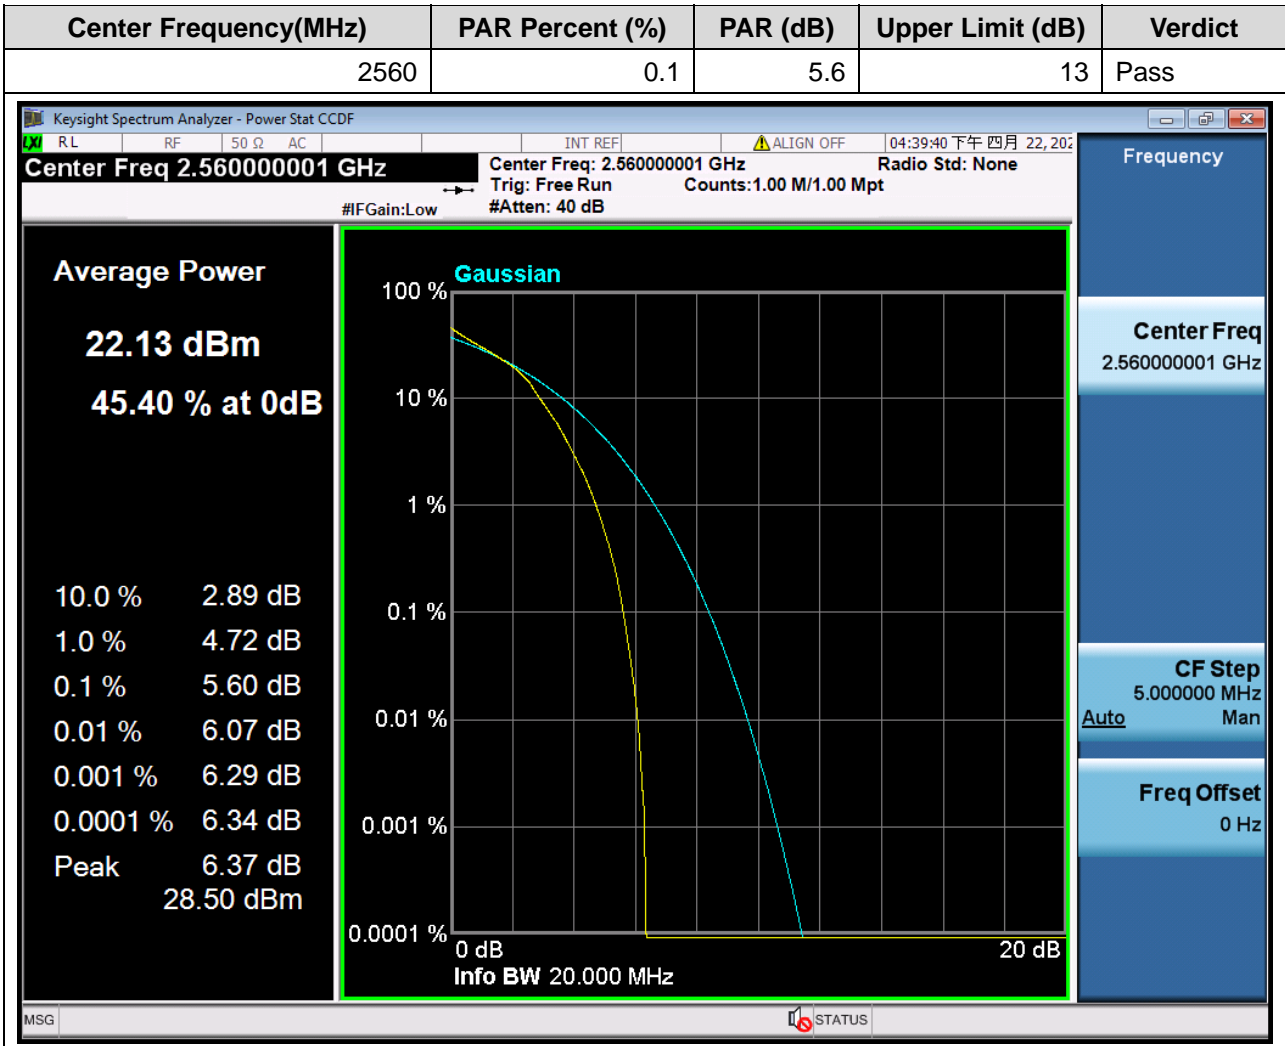 Center Frequency(MHz) PAR Percent (%) PAR (dB) Upper Limit (dB) Verdict
2560 0.1 5.6 13 Pass
Keysight Spectrum Analyzer - Power Stat CCDF
LXI RL RF 50 Ω AC INT REF ALIGN OFF 04:39:40 下午 四月 22, 202
Center Freq 2.560000001 GHz
Center Freq: 2.560000001 GHz Radio Std: None
Trig: Free Run Counts:1.00 M/1.00 Mpt
#IFGain:Low #Atten: 40 dB
Average Power
22.13 dBm
45.40 % at 0dB
10.0 % 2.89 dB
1.0 % 4.72 dB
0.1 % 5.60 dB
0.01 % 6.07 dB
0.001 % 6.29 dB
0.0001 % 6.34 dB
Peak 6.37 dB
28.50 dBm
Gaussian
100 %
10 %
1 %
0.1 %
0.01 %
0.001 %
0.0001 %
0 dB 20 dB
Info BW 20.000 MHz
Frequency
Center Freq
2.560000001 GHz
CF Step
5.000000 MHz
Auto Man
Freq Offset
0 Hz
MSG STATUS